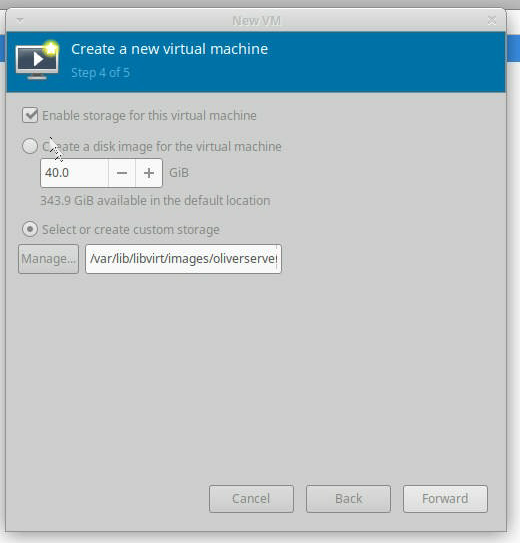 New VM
Create a new virtual machine
Step 4 of 5
Enable storage for this virtual machine
Create a disk image for the virtual machine
40.0 GiB
343.9 GiB available in the default location
Select or create custom storage
Manage... /var/lib/libvirt/images/oliverserver
Cancel Back Forward